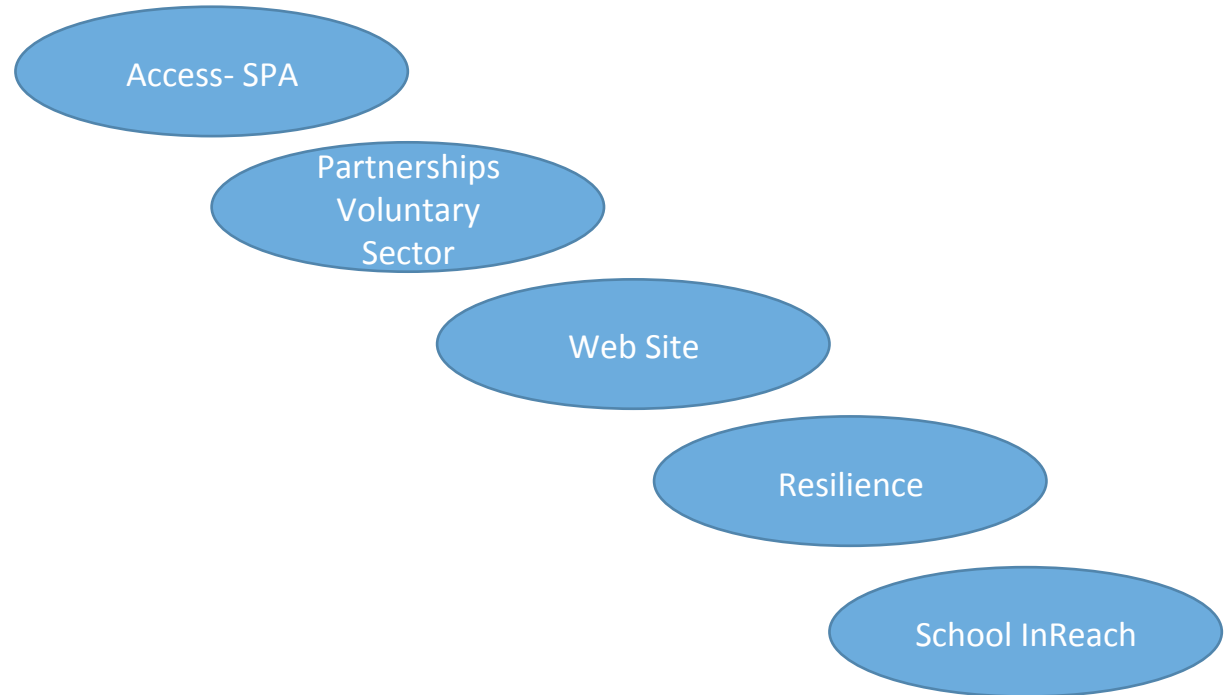 Access- SPA
Partnerships
Voluntary
Sector
Web Site
Resilience
School InReach